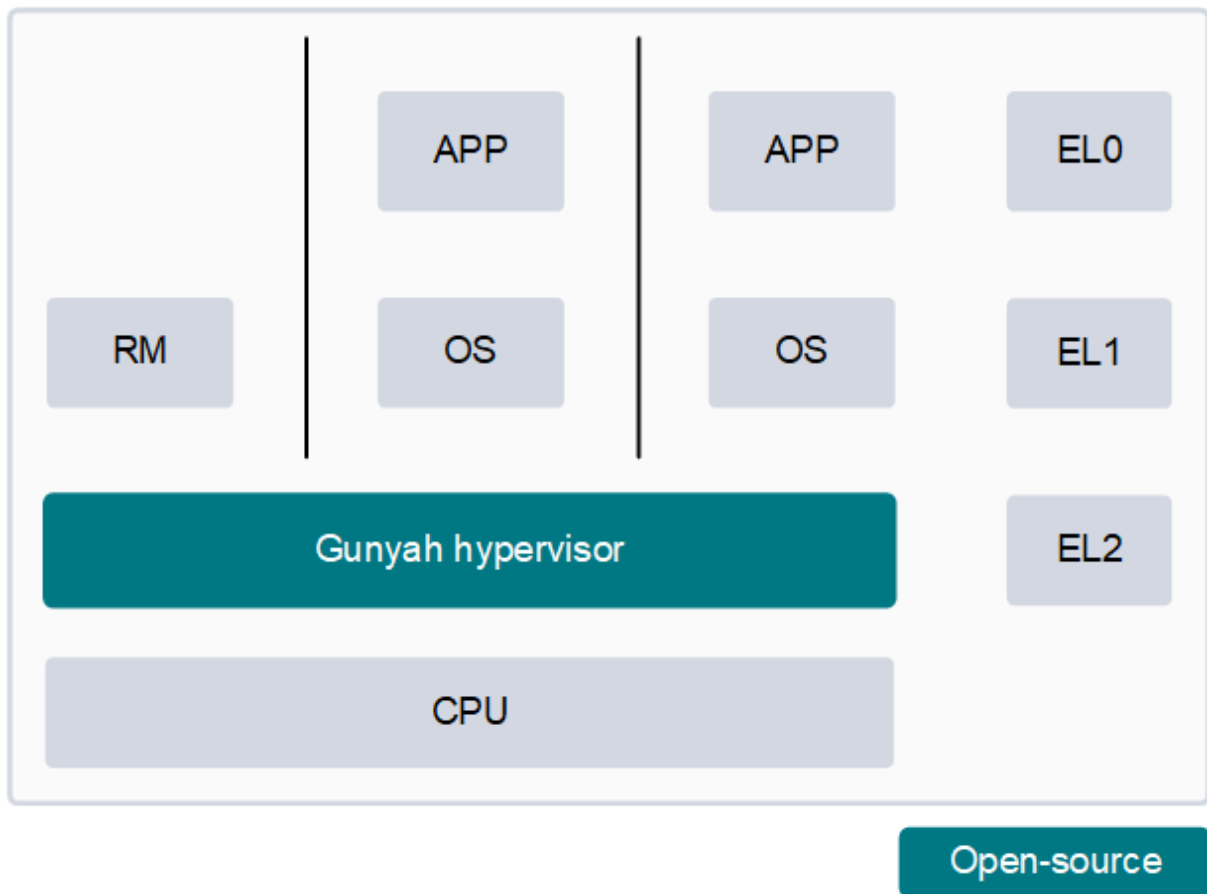 APP
APP
EL0
RM
OS
OS
EL1
Gunyah hypervisor
EL2
CPU
Open-source